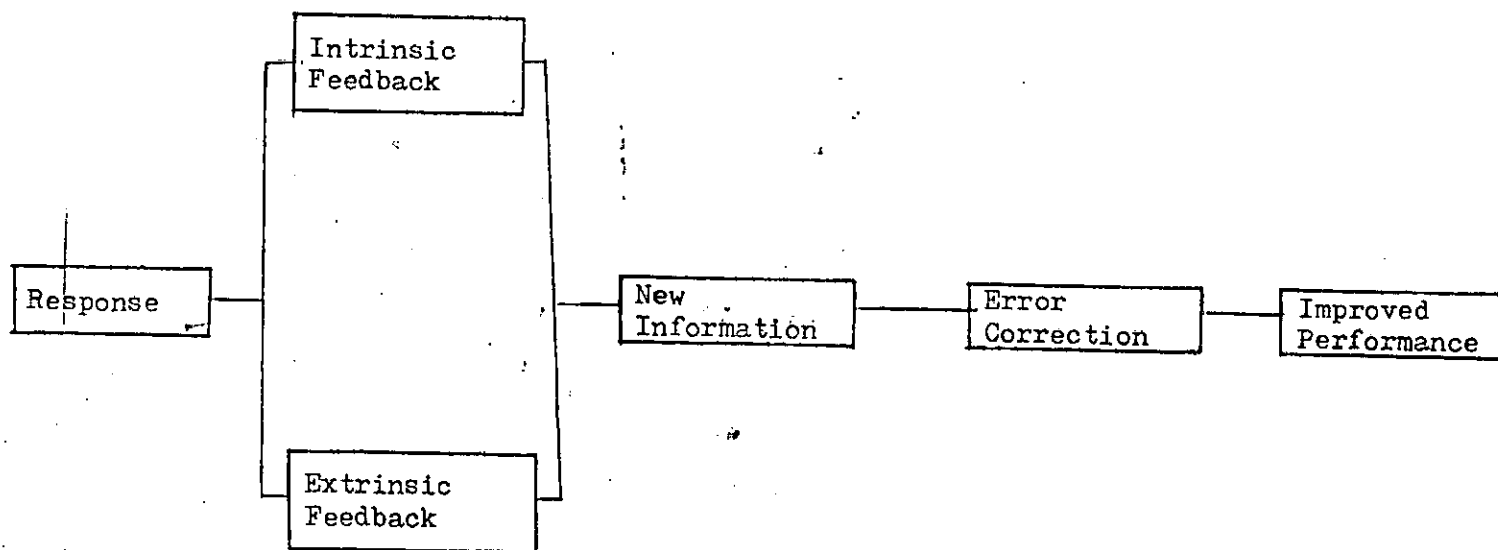 Intrinsic
Feedback
Response
New
Information
Error
Correction
Improved
Performance
Extrinsic
Feedback